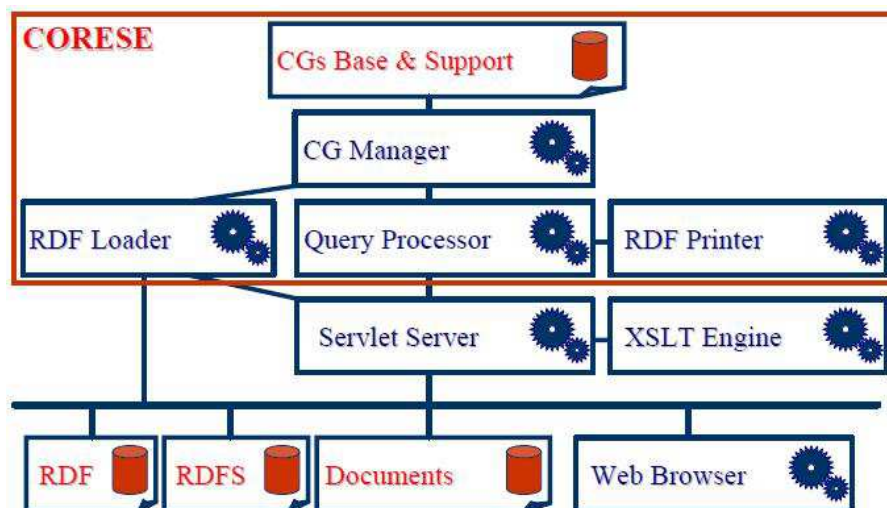 CORESE
CGs Base & Support
CG Manager
RDF Loader
Query Processor
RDF Printer
Servlet Server
XSLT Engine
RDF
RDFS
Documents
Web Browser